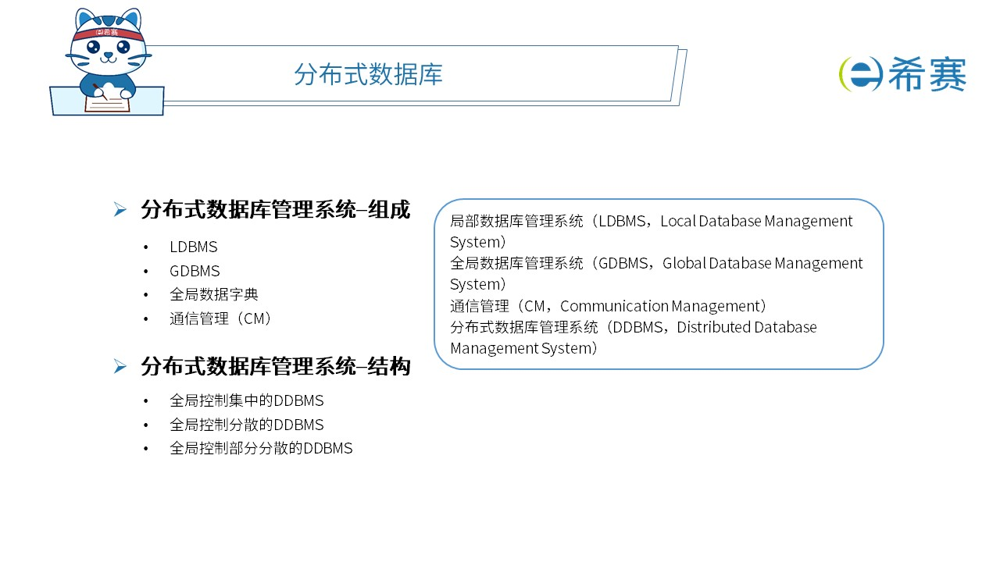 希赛
分布式数据库
希赛
分布式数据库管理系统–组成
• LDBMS
• GDBMS
• 全局数据字典
• 通信管理（CM）
局部数据库管理系统（LDBMS，Local Database Management
System）
全局数据库管理系统（GDBMS，Global Database Management
System）
通信管理（CM，Communication Management）
分布式数据库管理系统（DDBMS，Distributed Database
Management System）
分布式数据库管理系统–结构
• 全局控制集中的DDBMS
• 全局控制分散的DDBMS
• 全局控制部分分散的DDBMS